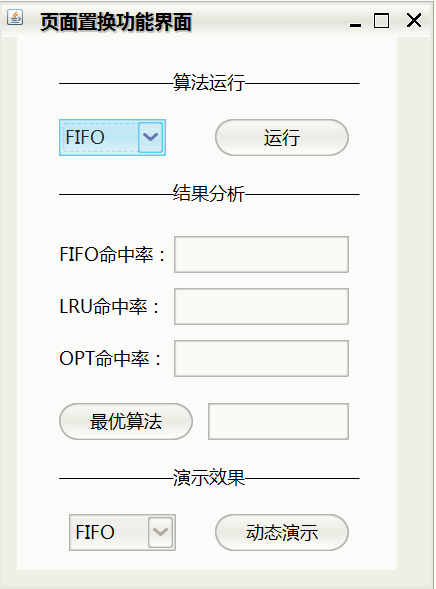 页面置换功能界面
算法运行
FIFO 运行
结果分析
FIFO命中率：
LRU命中率：
OPT命中率：
最优算法
演示效果
FIFO 动态演示